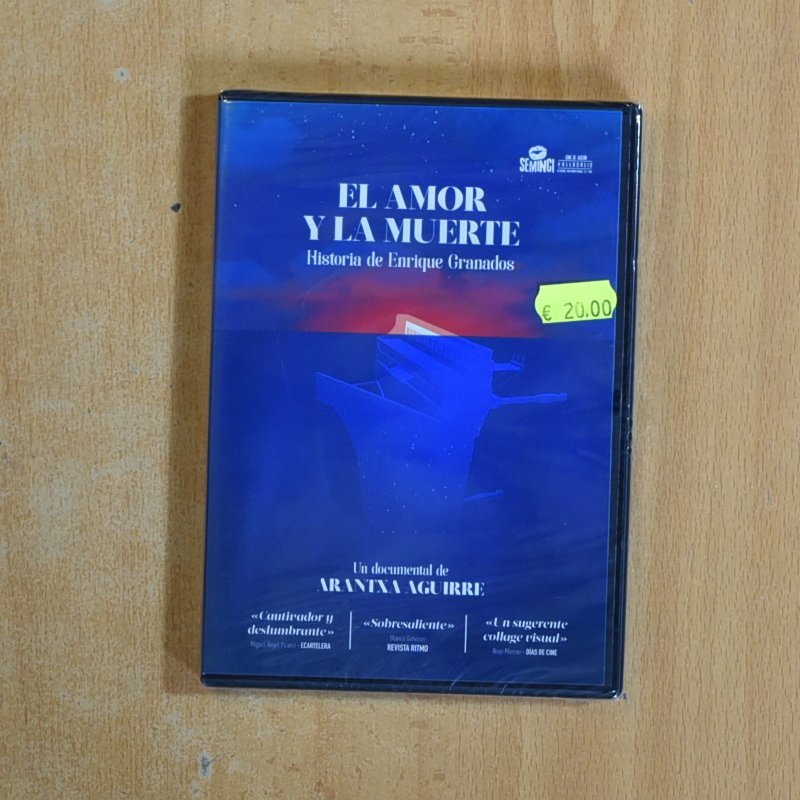 SEMINCI
VALLADOLID
EL AMOR
Y LA MUERTE
Historia de Enrique Granados
€ 20.00
Un documental de
ARANTXA AGUIRRE
«Cautivador y
deslumbrante»
ECARTELERA
«Sobresaliente»
REVISTA RITMO
«Un sugerente
collage visual»
DÍAS DE CINE